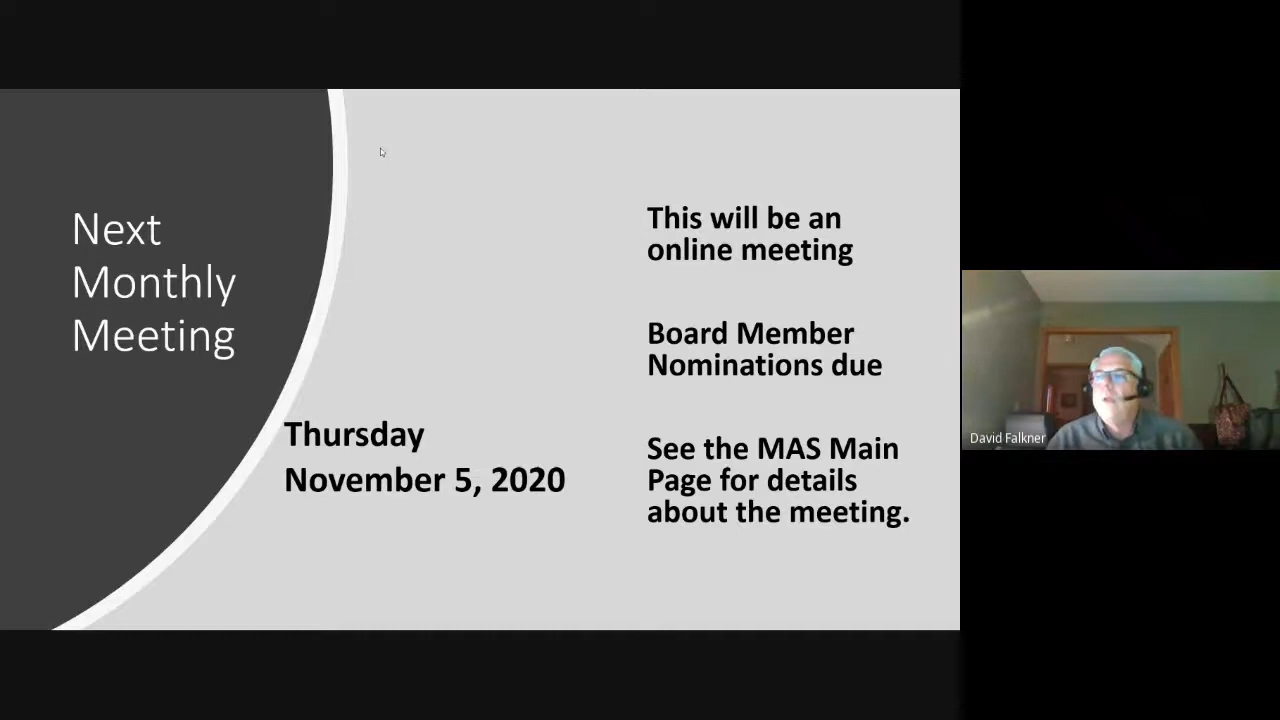 Next
Monthly
Meeting
Thursday
November 5, 2020
This will be an
online meeting
Board Member
Nominations due
See the MAS Main
Page for details
about the meeting.
David Falkner